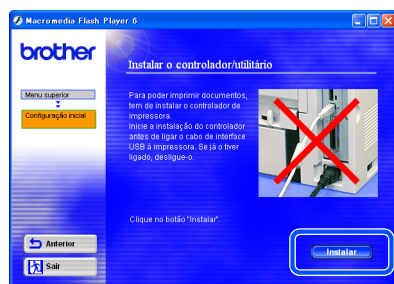 Macromedia Flash Player 6
brother
Instalar o controlador/utilitário
Menu superior
Configuração inicial
Para poder imprimir documentos,
tem de instalar o controlador de
impressora.
Inicie a instalação do controlador
antes de ligar o cabo de interface
USB à impressora. Se já o tiver
ligado, desligue-o.
Clique no botão "Instalar".
Anterior
Sair
Instalar